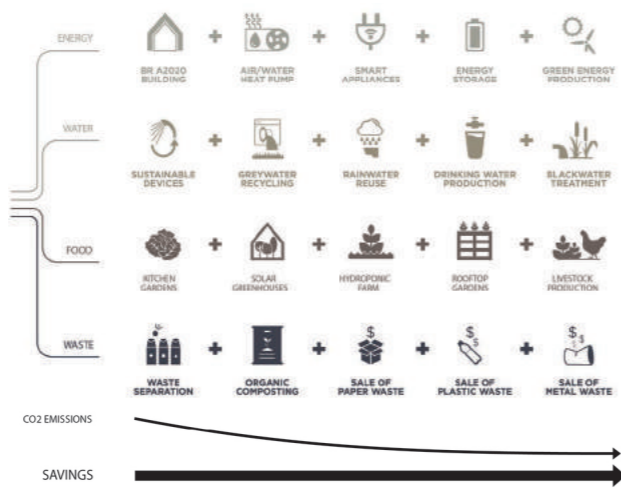 ENERGY
+ + + +
BR A2020 AIR/WATER SMART ENERGY GREEN ENERGY
BUILDING HEAT PUMP APPLIANCES STORAGE PRODUCTION
WATER
+ + + +
SUSTAINABLE GREYWATER RAINWATER DRINKING WATER BLACKWATER
DEVICES RECYCLING REUSE PRODUCTION TREATMENT
FOOD
+ + + +
KITCHEN SOLAR HYDROPONIC ROOFTOP LIVESTOCK
GARDENS GREENHOUSES FARM GARDENS PRODUCTION
$ $ $
WASTE
+ + + +
WASTE ORGANIC SALE OF SALE OF SALE OF
SEPARATION COMPOSTING PAPER WASTE PLASTIC WASTE METAL WASTE
CO2 EMISSIONS
SAVINGS